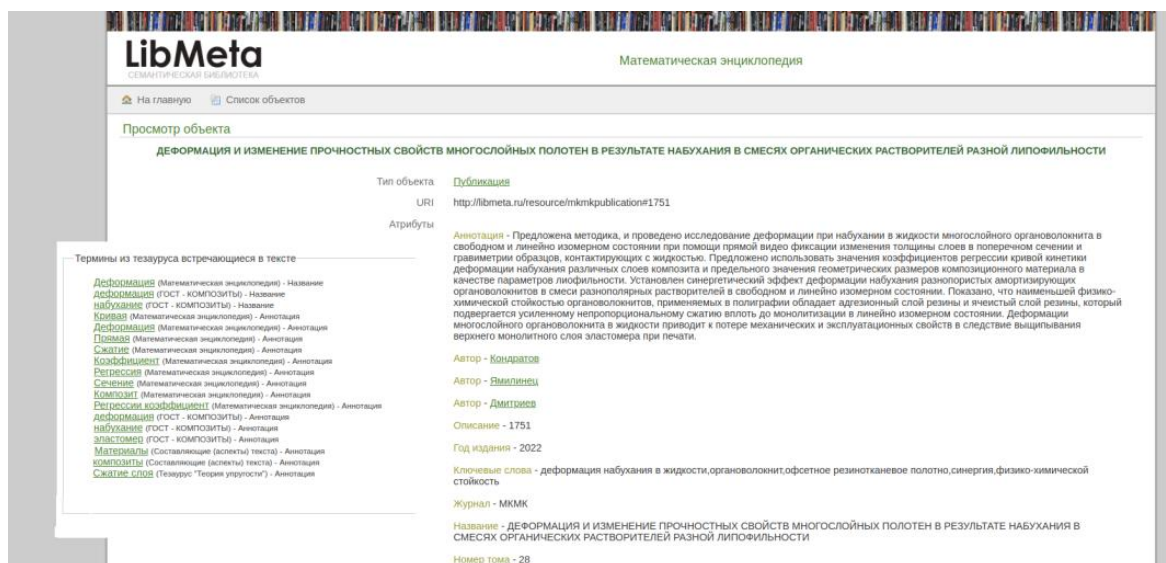 LibMeta
СЕМАНТИЧЕСКАЯ БИБЛИОТЕКА
Математическая энциклопедия
На главную Список объектов
Просмотр объекта
ДЕФОРМАЦИЯ И ИЗМЕНЕНИЕ ПРОЧНОСТНЫХ СВОЙСТВ МНОГОСЛОЙНЫХ ПОЛОТЕН В РЕЗУЛЬТАТЕ НАБУХАНИЯ В СМЕСЯХ ОРГАНИЧЕСКИХ РАСТВОРИТЕЛЕЙ РАЗНОЙ ЛИПОФИЛЬНОСТИ
Тип объекта Публикация
URI http://libmeta.ru/resource/mkmkpublication#1751
Атрибуты
Аннотация - Предложена методика, и проведено исследование деформации при набухании в жидкости многослойного органоволокнита в
свободном и линейно изомерном состоянии при помощи прямой видео фиксации изменения толщины слоев в поперечном сечении и
гравиметрии образцов, контактирующих с жидкостью. Предложено использовать значения коэффициентов регрессии кривой кинетики
деформации набухания различных слоев композита и предельного значения геометрических размеров композиционного материала в
качестве параметров лиофильности. Установлен синергетический эффект деформации набухания разнопористых амортизирующих
органоволокнитов в смеси разнополярных растворителей в свободном и линейно изомерном состоянии. Показано, что наименьшей физико-
химической стойкостью органоволокнитов, применяемых в полиграфии обладает адгезионный слой резины и ячеистый слой резины, который
подвергается усиленному непропорциональному сжатию вплоть до монолитизации в линейно изомерном состоянии. Деформации
многослойного органоволокнита в жидкости приводит к потере механических и эксплуатационных свойств в следствие выщипывания
верхнего монолитного слоя эластомера при печати.
Автор - Кондратов
Автор - Ямилинец
Автор - Дмитриев
Описание - 1751
Год издания - 2022
Ключевые слова - деформация набухания в жидкости,органоволокнит,офсетное резинотканевое полотно,синергия,физико-химической
стойкость
Журнал - МКМК
Название - ДЕФОРМАЦИЯ И ИЗМЕНЕНИЕ ПРОЧНОСТНЫХ СВОЙСТВ МНОГОСЛОЙНЫХ ПОЛОТЕН В РЕЗУЛЬТАТЕ НАБУХАНИЯ В
СМЕСЯХ ОРГАНИЧЕСКИХ РАСТВОРИТЕЛЕЙ РАЗНОЙ ЛИПОФИЛЬНОСТИ
Номер тома - 28
Термины из тезауруса встречающиеся в тексте
Деформация (Математическая энциклопедия) - Название
деформация (ГОСТ - КОМПОЗИТЫ) - Название
набухание (ГОСТ - КОМПОЗИТЫ) - Название
Кривая (Математическая энциклопедия) - Аннотация
Деформация (Математическая энциклопедия) - Аннотация
Прямая (Математическая энциклопедия) - Аннотация
Сжатие (Математическая энциклопедия) - Аннотация
Коэффициент (Математическая энциклопедия) - Аннотация
Регрессия (Математическая энциклопедия) - Аннотация
Сечение (Математическая энциклопедия) - Аннотация
Композит (Математическая энциклопедия) - Аннотация
Регрессии коэффициент (Математическая энциклопедия) - Аннотация
деформация (ГОСТ - КОМПОЗИТЫ) - Аннотация
набухание (ГОСТ - КОМПОЗИТЫ) - Аннотация
эластомер (ГОСТ - КОМПОЗИТЫ) - Аннотация
Материалы (Составляющие (аспекты) текста) - Аннотация
композиты (Составляющие (аспекты) текста) - Аннотация
Сжатие слоя (Тезаурус "Теория упругости") - Аннотация